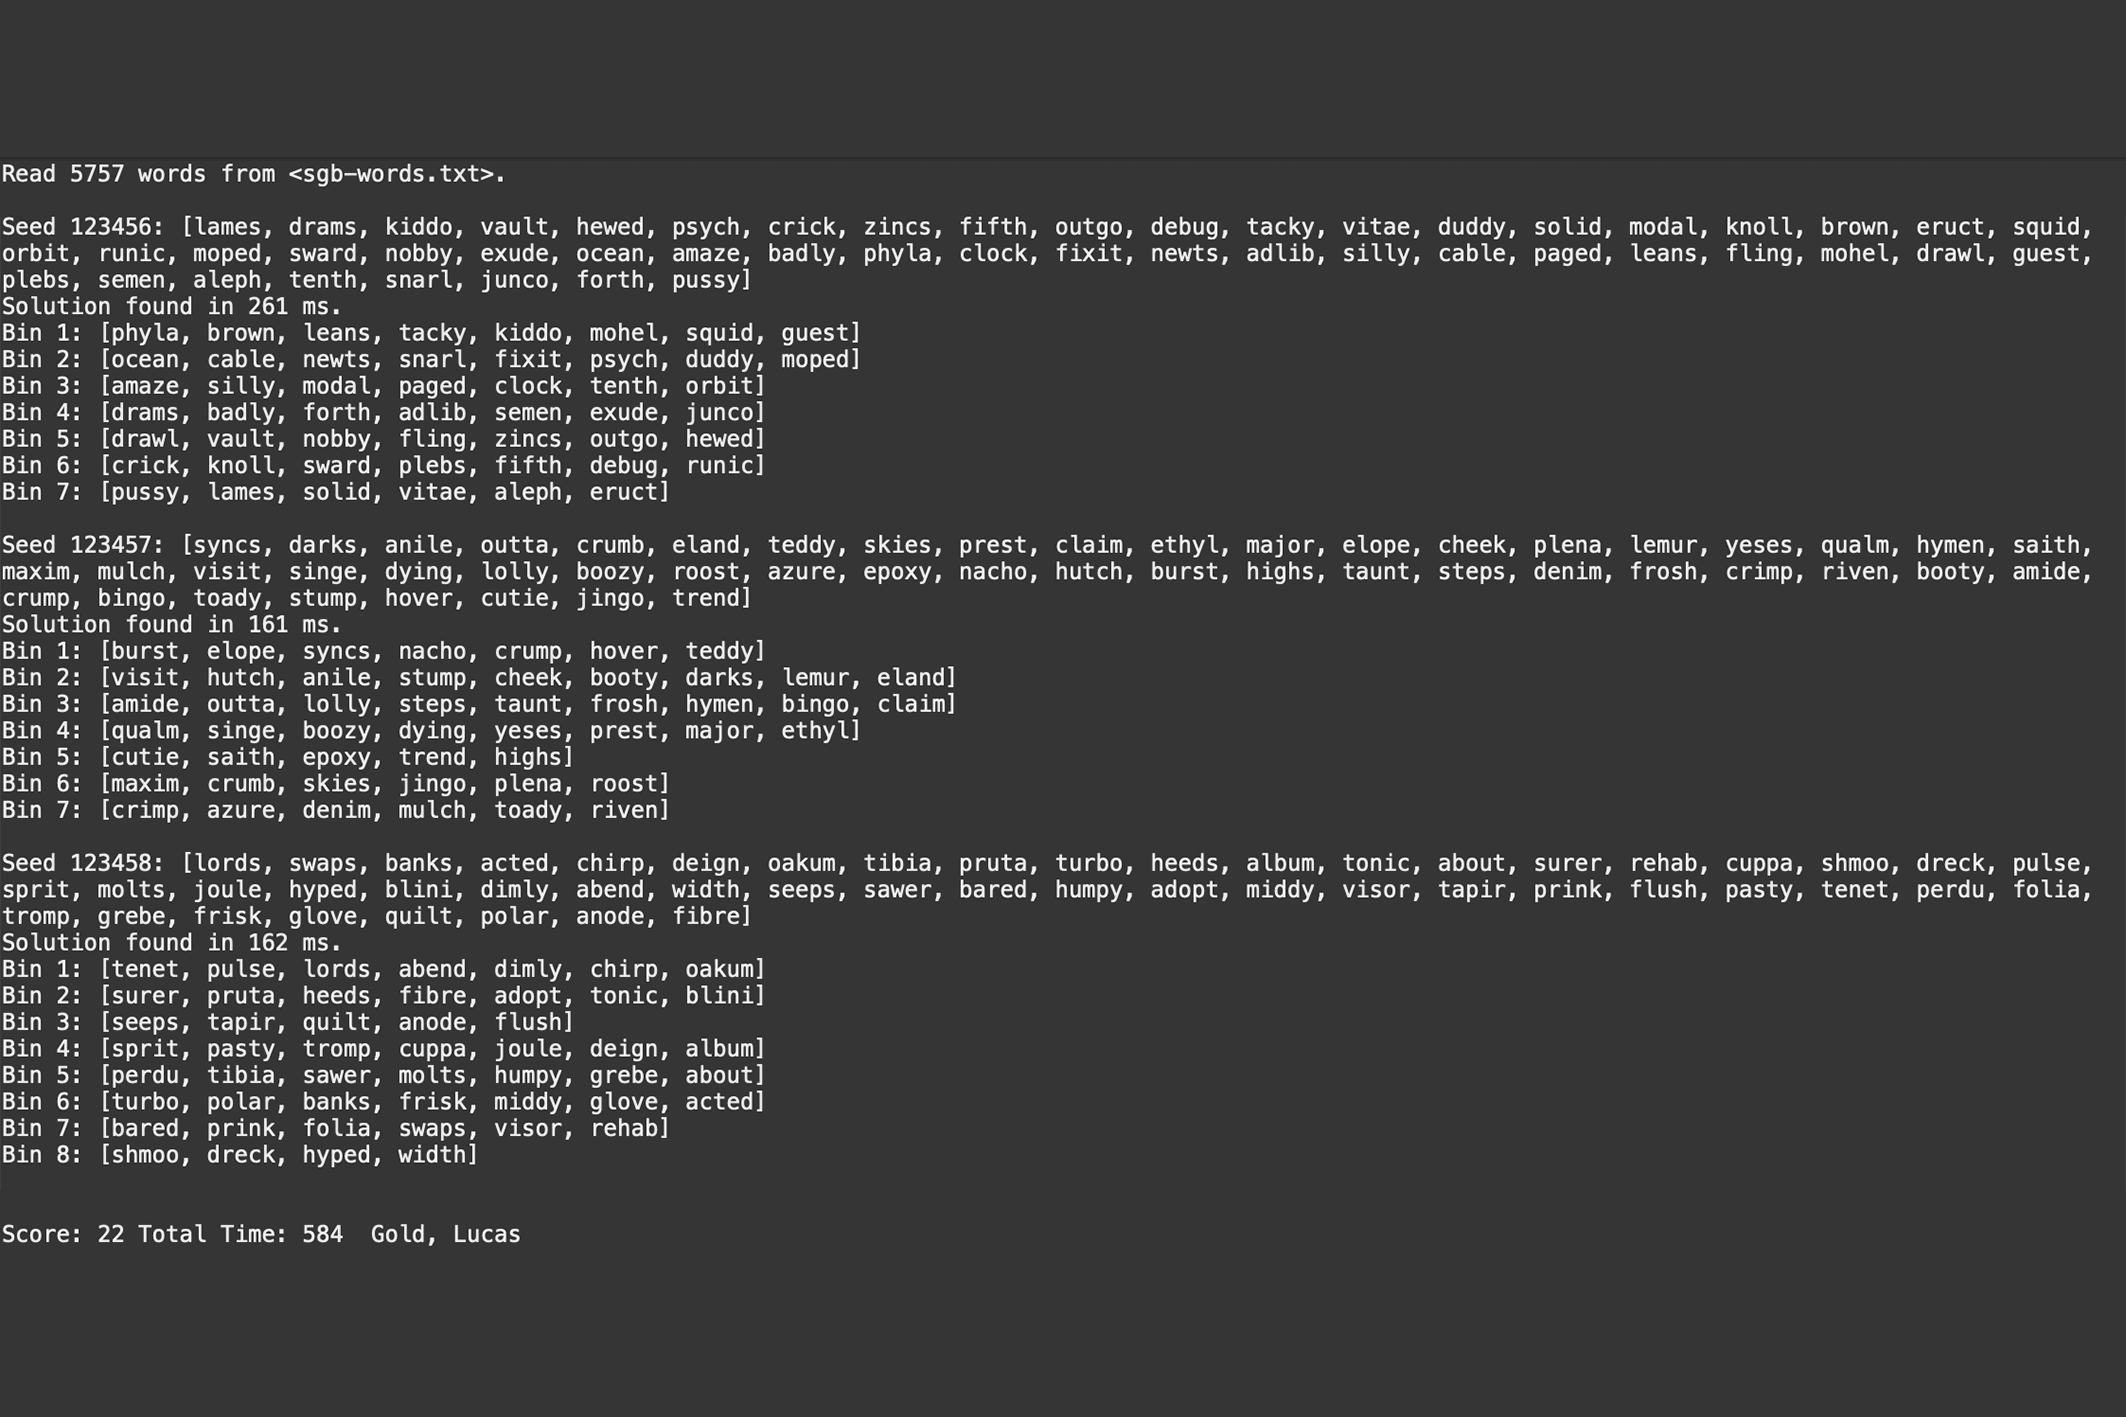 Read 5757 words from <sgb-words.txt>.
Seed 123456: [lames, drams, kiddo, vault, hewed, psych, crick, zincs, fifth, outgo, debug, tacky, vitae, duddy, solid, modal, knoll, brown, eruct, squid,
orbit, runic, moped, sward, nobby, exude, ocean, amaze, badly, phyla, clock, fixit, newts, adlib, silly, cable, paged, leans, fling, mohel, drawl, guest,
plebs, semen, aleph, tenth, snarl, junco, forth, pussy]
Solution found in 261 ms.
Bin 1: [phyla, brown, leans, tacky, kiddo, mohel, squid, guest]
Bin 2: [ocean, cable, newts, snarl, fixit, psych, duddy, moped]
Bin 3: [amaze, silly, modal, paged, clock, tenth, orbit]
Bin 4: [drams, badly, forth, adlib, semen, exude, junco]
Bin 5: [drawl, vault, nobby, fling, zincs, outgo, hewed]
Bin 6: [crick, knoll, sward, plebs, fifth, debug, runic]
Bin 7: [pussy, lames, solid, vitae, aleph, eruct]
Seed 123457: [syncs, darks, anile, outta, crumb, eland, teddy, skies, prest, claim, ethyl, major, elope, cheek, plena, lemur, yeses, qualm, hymen, saith,
maxim, mulch, visit, singe, dying, lolly, boozy, roost, azure, epoxy, nacho, hutch, burst, highs, taunt, steps, denim, frosh, crimp, riven, booty, amide,
crump, bingo, toady, stump, hover, cutie, jingo, trend]
Solution found in 161 ms.
Bin 1: [burst, elope, syncs, nacho, crump, hover, teddy]
Bin 2: [visit, hutch, anile, stump, cheek, booty, darks, lemur, eland]
Bin 3: [amide, outta, lolly, steps, taunt, frosh, hymen, bingo, claim]
Bin 4: [qualm, singe, boozy, dying, yeses, prest, major, ethyl]
Bin 5: [cutie, saith, epoxy, trend, highs]
Bin 6: [maxim, crumb, skies, jingo, plena, roost]
Bin 7: [crimp, azure, denim, mulch, toady, riven]
Seed 123458: [lords, swaps, banks, acted, chirp, deign, oakum, tibia, pruta, turbo, heeds, album, tonic, about, surer, rehab, cuppa, shmoo, dreck, pulse,
sprit, molts, joule, hyped, blini, dimly, abend, width, seeps, sawer, bared, humpy, adopt, middy, visor, tapir, prink, flush, pasty, tenet, perdu, folia,
tromp, grebe, frisk, glove, quilt, polar, anode, fibre]
Solution found in 162 ms.
Bin 1: [tenet, pulse, lords, abend, dimly, chirp, oakum]
Bin 2: [surer, pruta, heeds, fibre, adopt, tonic, blini]
Bin 3: [seeps, tapir, quilt, anode, flush]
Bin 4: [sprit, pasty, tromp, cuppa, joule, deign, album]
Bin 5: [perdu, tibia, sawer, molts, humpy, grebe, about]
Bin 6: [turbo, polar, banks, frisk, middy, glove, acted]
Bin 7: [bared, prink, folia, swaps, visor, rehab]
Bin 8: [shmoo, dreck, hyped, width]
Score: 22 Total Time: 584  Gold, Lucas